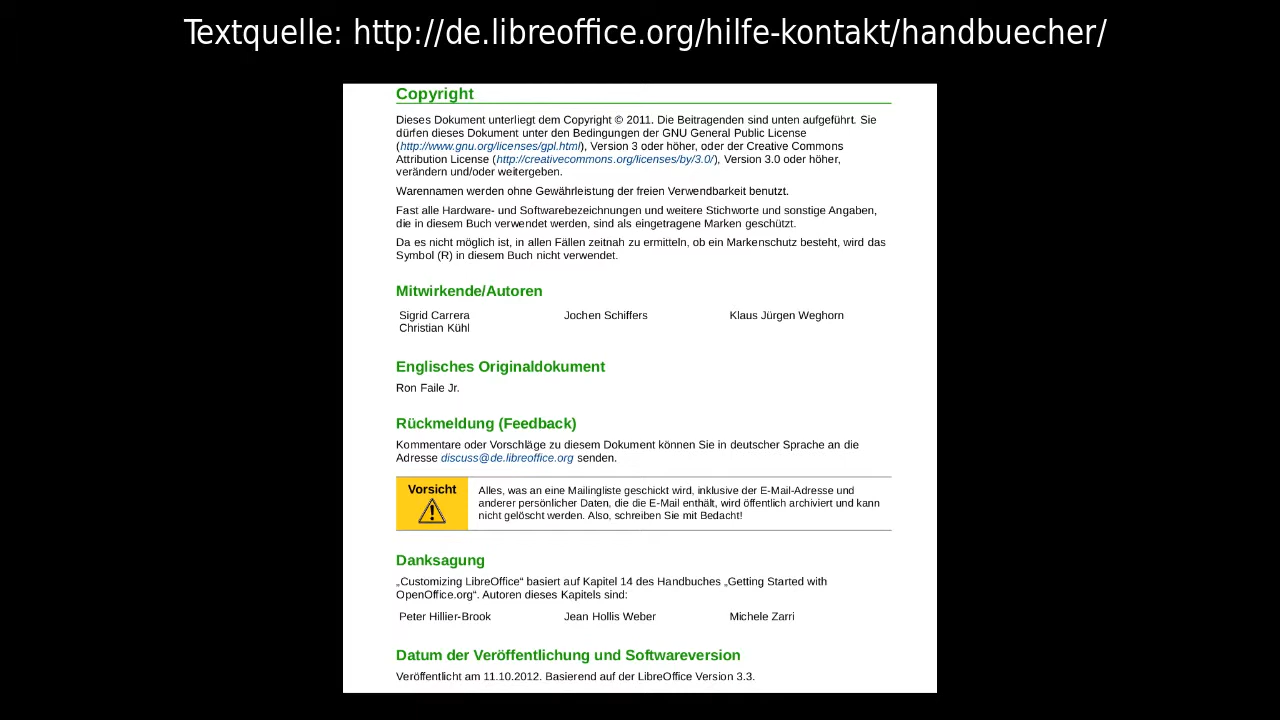 Textquelle: http://de.libreoffice.org/hilfe-kontakt/handbuecher/
Copyright
Dieses Dokument unterliegt dem Copyright © 2011. Die Beitragenden sind unten aufgeführt. Sie
dürfen dieses Dokument unter den Bedingungen der GNU General Public License
(http://www.gnu.org/licenses/gpl.html), Version 3 oder höher, oder der Creative Commons
Attribution License (http://creativecommons.org/licenses/by/3.0/), Version 3.0 oder höher,
verändern und/oder weitergeben.
Warennamen werden ohne Gewährleistung der freien Verwendbarkeit benutzt.
Fast alle Hardware- und Softwarebezeichnungen und weitere Stichworte und sonstige Angaben,
die in diesem Buch verwendet werden, sind als eingetragene Marken geschützt.
Da es nicht möglich ist, in allen Fällen zeitnah zu ermitteln, ob ein Markenschutz besteht, wird das
Symbol (R) in diesem Buch nicht verwendet.
Mitwirkende/Autoren
Sigrid Carrera Jochen Schiffers Klaus Jürgen Weghorn
Christian Kühl
Englisches Originaldokument
Ron Faile Jr.
Rückmeldung (Feedback)
Kommentare oder Vorschläge zu diesem Dokument können Sie in deutscher Sprache an die
Adresse discuss@de.libreoffice.org senden.
Vorsicht
Alles, was an eine Mailingliste geschickt wird, inklusive der E-Mail-Adresse und
anderer persönlicher Daten, die die E-Mail enthält, wird öffentlich archiviert und kann
nicht gelöscht werden. Also, schreiben Sie mit Bedacht!
Danksagung
„Customizing LibreOffice“ basiert auf Kapitel 14 des Handbuches „Getting Started with
OpenOffice.org“. Autoren dieses Kapitels sind:
Peter Hillier-Brook Jean Hollis Weber Michele Zarri
Datum der Veröffentlichung und Softwareversion
Veröffentlicht am 11.10.2012. Basierend auf der LibreOffice Version 3.3.